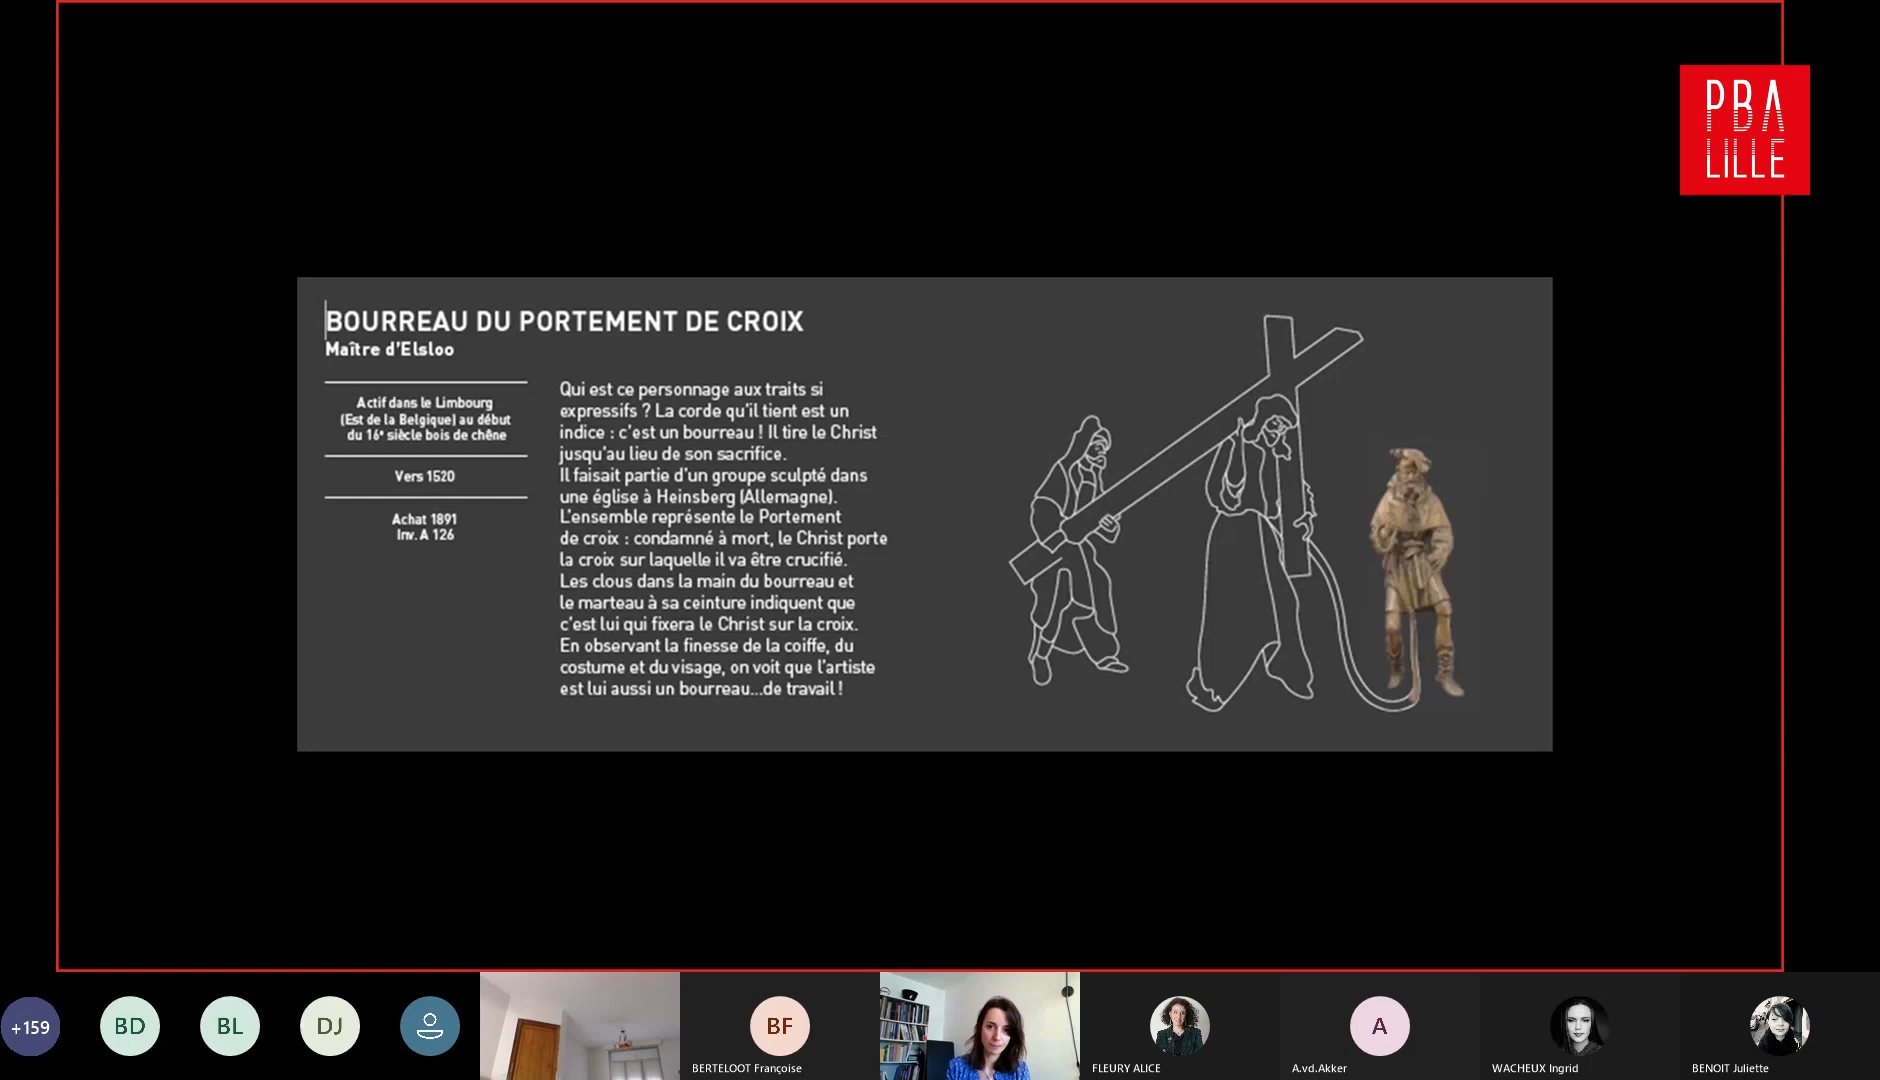 PBA
LILLE
BOURREAU DU PORTEMENT DE CROIX
Maître d'Elsloo
Actif dans le Limbourg
(Est de la Belgique) au début
du 16e siècle bois de chêne
Vers 1520
Achat 1891
Inv. A 126
Qui est ce personnage aux traits si
expressifs ? La corde qu'il tient est un
indice : c'est un bourreau ! Il tire le Christ
jusqu'au lieu de son sacrifice.
Il faisait partie d'un groupe sculpté dans
une église à Heinsberg (Allemagne).
L'ensemble représente le Portement
de croix : condamné à mort, le Christ porte
la croix sur laquelle il va être crucifié.
Les clous dans la main du bourreau et
le marteau à sa ceinture indiquent que
c'est lui qui fixera le Christ sur la croix.
En observant la finesse de la coiffe, du
costume et du visage, on voit que l'artiste
est lui aussi un bourreau...de travail !
+159
BD
BL
DJ
BF
BERTELOOT Françoise
FLEURY ALICE
A
A.vd.Akker
WACHEUX Ingrid
BENOIT Juliette